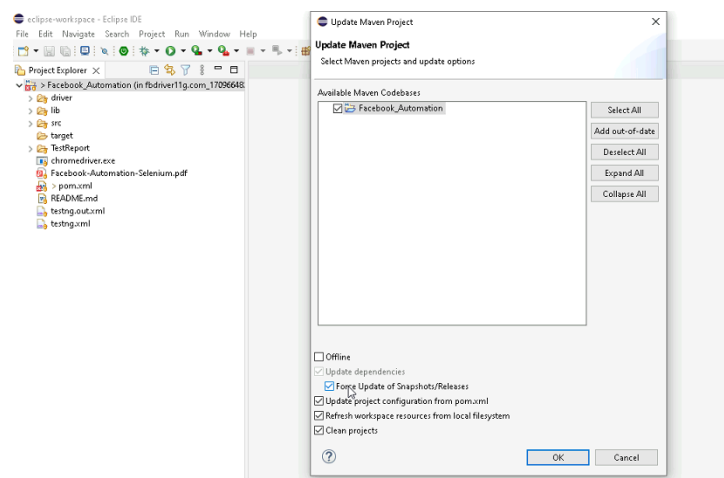 eclipse-workspace - Eclipse IDE
File Edit Navigate Search Project Run Window Help
Project Explorer
> Facebook_Automation (in fbdriver11g.com_17096648
driver
lib
src
target
TestReport
chromedriver.exe
Facebook-Automation-Selenium.pdf
> pom.xml
README.md
testng.out.xml
testng.xml
Update Maven Project
Update Maven Project
Select Maven projects and update options
Available Maven Codebases
Facebook_Automation
Select All
Add out-of-date
Deselect All
Expand All
Collapse All
Offline
Update dependencies
Force Update of Snapshots/Releases
Update project configuration from pom.xml
Refresh workspace resources from local filesystem
Clean projects
?
OK
Cancel